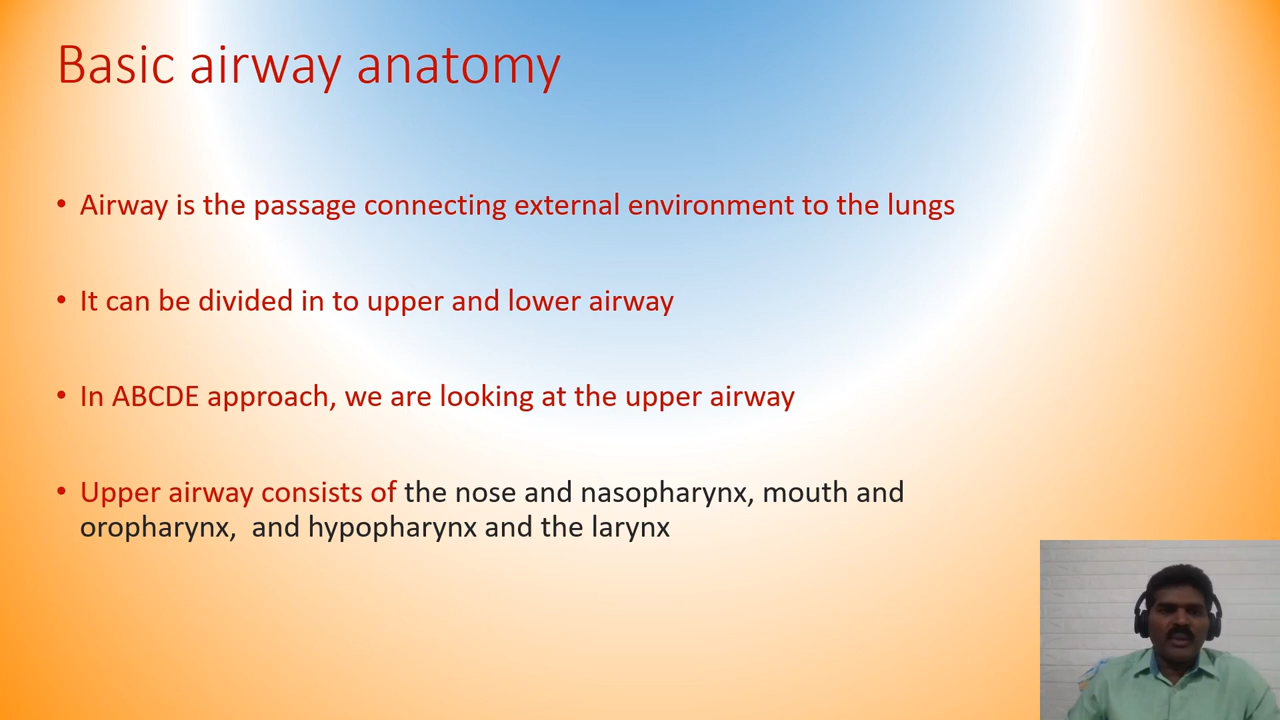 Basic airway anatomy
• Airway is the passage connecting external environment to the lungs
• It can be divided in to upper and lower airway
• In ABCDE approach, we are looking at the upper airway
• Upper airway consists of the nose and nasopharynx, mouth and
oropharynx,  and hypopharynx and the larynx